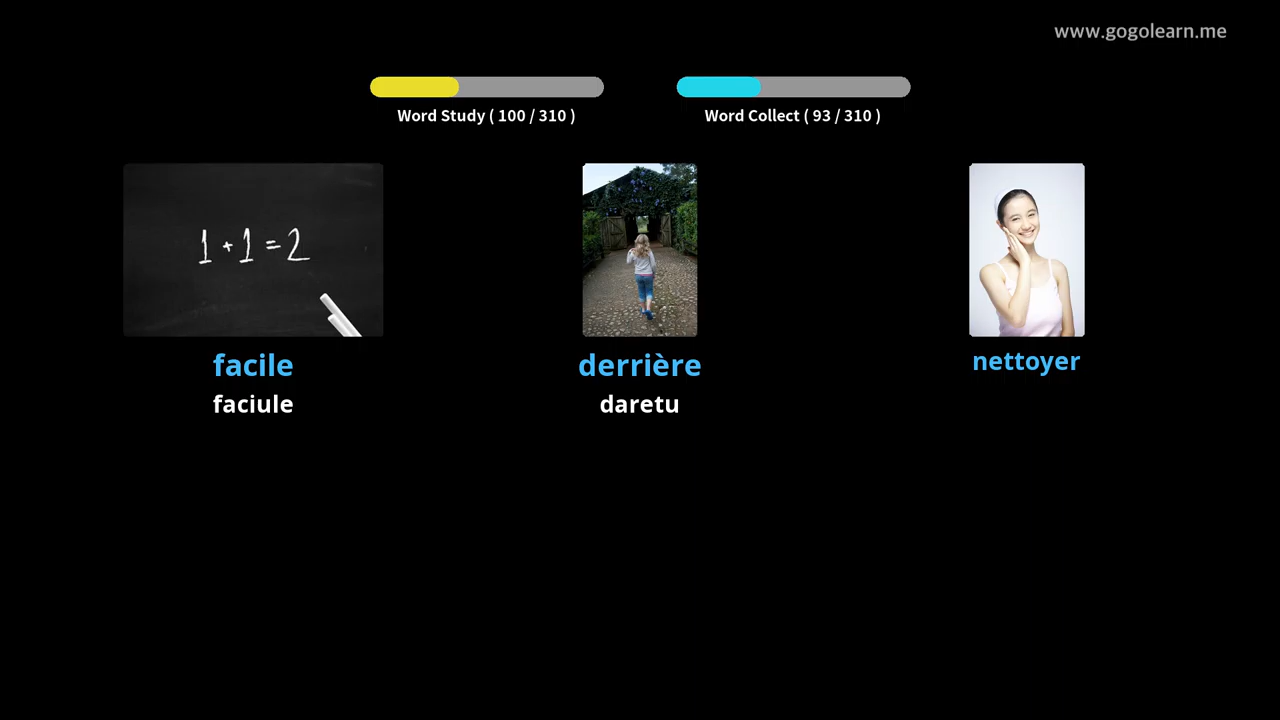 www.gogolearn.me
Word Study ( 100 / 310 )
Word Collect ( 93 / 310 )
1 + 1 = 2
facile
faciule
derrière
daretu
nettoyer